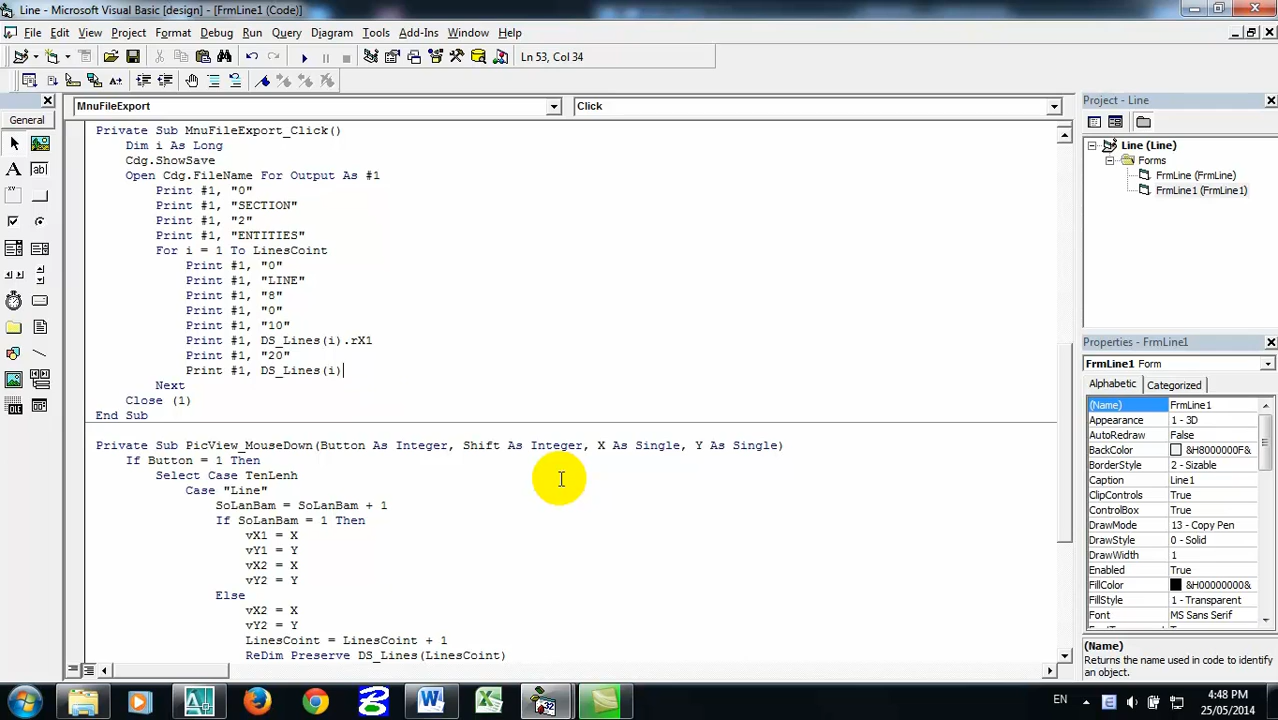 Line - Microsoft Visual Basic [design] - [FrmLine1 (Code)]
File Edit View Project Format Debug Run Query Diagram Tools Add-Ins Window Help
Ln 53, Col 34
General
MnuFileExport
Click
Private Sub MnuFileExport_Click()
Dim i As Long
Cdg.ShowSave
Open Cdg.FileName For Output As #1
Print #1, "0"
Print #1, "SECTION"
Print #1, "2"
Print #1, "ENTITIES"
For i = 1 To LinesCoint
Print #1, "0"
Print #1, "LINE"
Print #1, "8"
Print #1, "0"
Print #1, "10"
Print #1, DS_Lines(i).rX1
Print #1, "20"
Print #1, DS_Lines(i)
Next
Close (1)
End Sub
Private Sub PicView_MouseDown(Button As Integer, Shift As Integer, X As Single, Y As Single)
If Button = 1 Then
Select Case TenLenh
Case "Line"
SoLanBam = SoLanBam + 1
If SoLanBam = 1 Then
vX1 = X
vY1 = Y
vX2 = X
vY2 = Y
Else
vX2 = X
vY2 = Y
LinesCoint = LinesCoint + 1
ReDim Preserve DS_Lines(LinesCoint)
Project - Line
Line (Line)
Forms
FrmLine (FrmLine)
FrmLine1 (FrmLine1)
Properties - FrmLine1
FrmLine1 Form
Alphabetic Categorized
(Name) FrmLine1
Appearance 1 - 3D
AutoRedraw False
BackColor &H8000000F&
BorderStyle 2 - Sizable
Caption Line1
ClipControls True
ControlBox True
DrawMode 13 - Copy Pen
DrawStyle 0 - Solid
DrawWidth 1
Enabled True
FillColor &H00000000&
FillStyle 1 - Transparent
Font MS Sans Serif
(Name)
Returns the name used in code to identify
an object.
EN
4:48 PM
25/05/2014